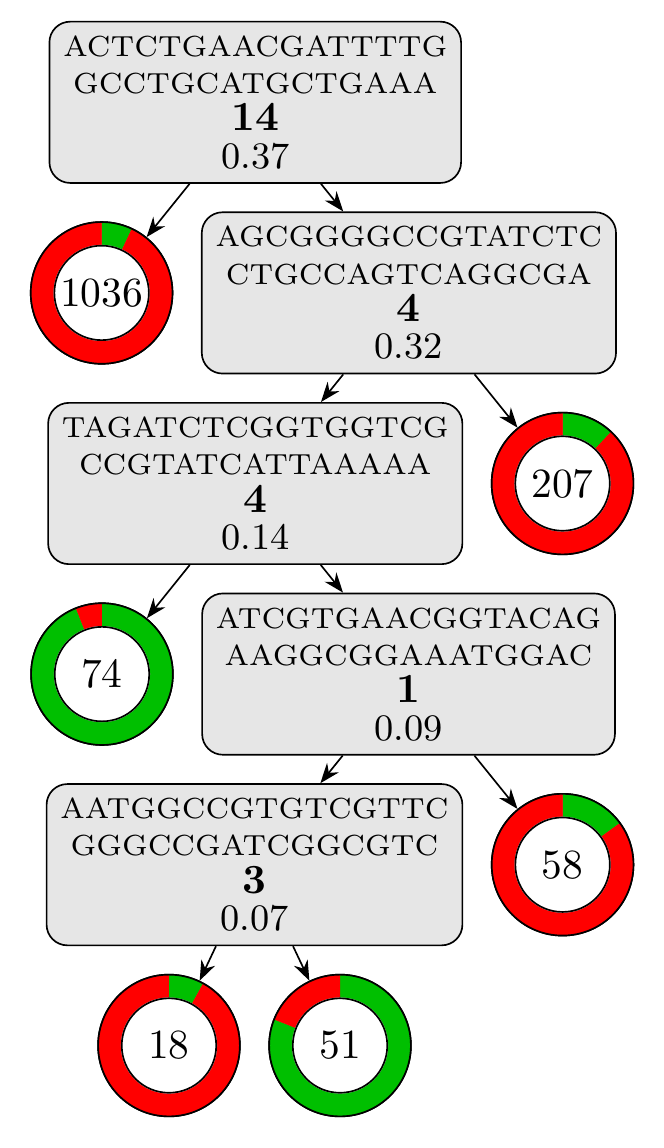 ACTCTGAACGATTTTG
GCCTGCATGCTGAAA
14
0.37
1036
AGCGGGGCCGTATCTC
CTGCCAGTCAGGCGA
4
0.32
TAGATCTCGGTGGTCG
CCGTATCATTAAAAA
4
0.14
207
74
ATCGTGAACGGTACAG
AAGGCGGAAATGGAC
1
0.09
AATGGCCGTGTCGTTC
GGGCCGATCGGCGTC
3
0.07
58
18
51